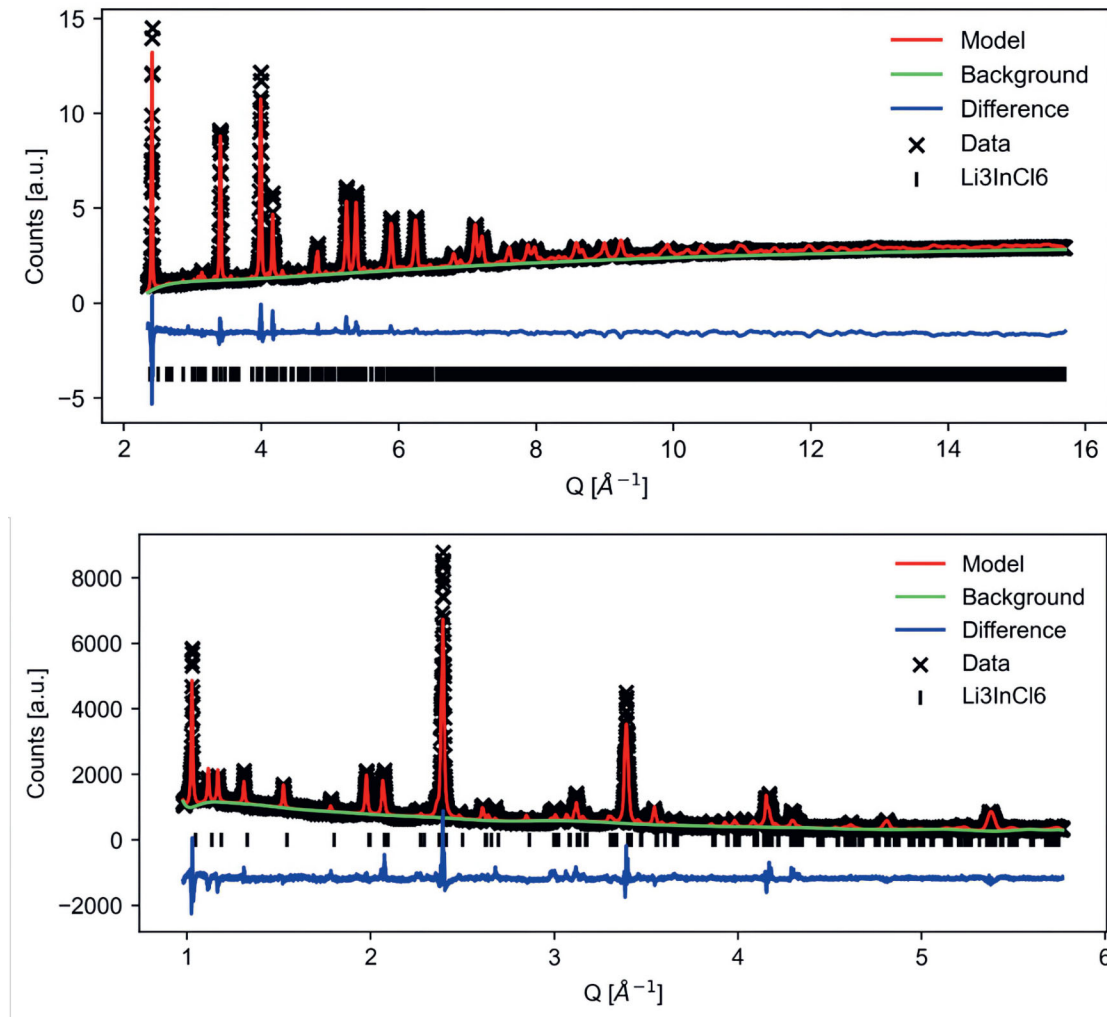 15
10
5
0
−5
Counts [a.u.]
Model
Background
Difference
Data
Li3InCl6
2 4 6 8 10 12 14 16
Q [Å⁻¹]
8000
6000
4000
2000
0
−2000
Counts [a.u.]
Model
Background
Difference
Data
Li3InCl6
1 2 3 4 5 6
Q [Å⁻¹]